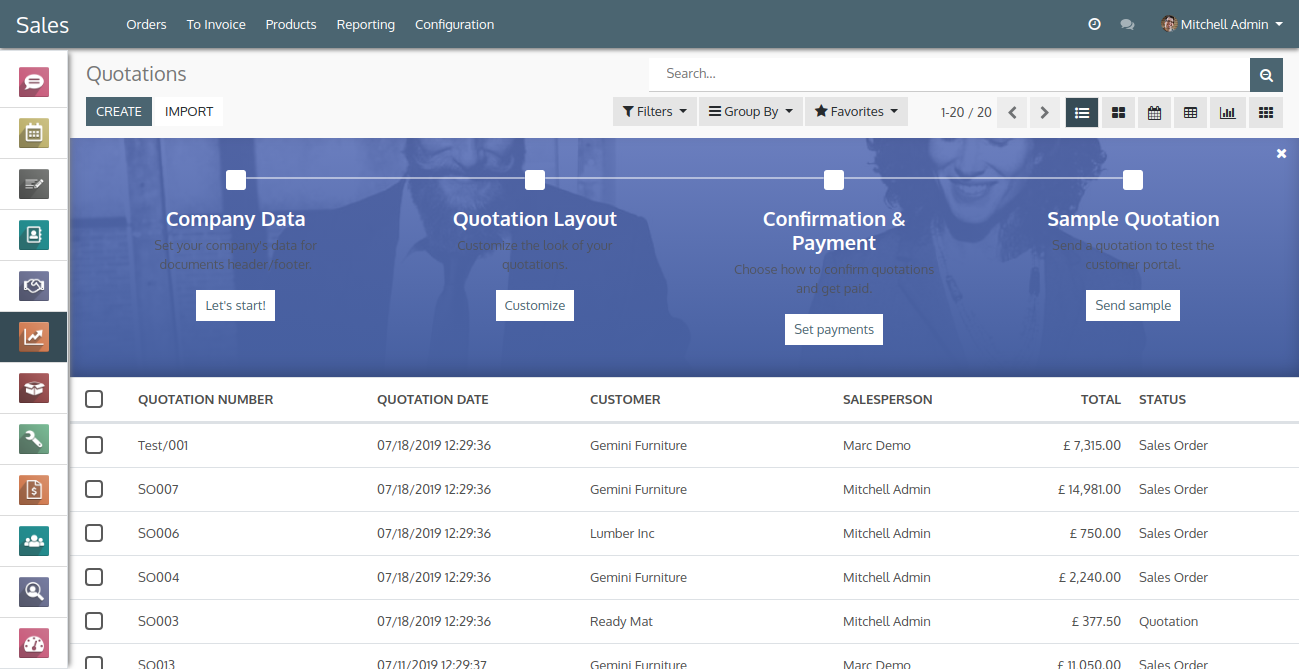 Sales Orders To Invoice Products Reporting Configuration Mitchell Admin
Quotations Search...
CREATE IMPORT Filters Group By Favorites 1-20 / 20
Company Data
Set your company's data for
documents header/footer.
Let's start!
Quotation Layout
Customize the look of your
quotations.
Customize
Confirmation &
Payment
Choose how to confirm quotations
and get paid.
Set payments
Sample Quotation
Send a quotation to test the
customer portal.
Send sample
QUOTATION NUMBER QUOTATION DATE CUSTOMER SALESPERSON TOTAL STATUS
Test/001 07/18/2019 12:29:36 Gemini Furniture Marc Demo £ 7,315.00 Sales Order
SO007 07/18/2019 12:29:36 Gemini Furniture Mitchell Admin £ 14,981.00 Sales Order
SO006 07/18/2019 12:29:36 Lumber Inc Mitchell Admin £ 750.00 Sales Order
SO004 07/18/2019 12:29:36 Gemini Furniture Mitchell Admin £ 2,240.00 Sales Order
SO003 07/18/2019 12:29:36 Ready Mat Mitchell Admin £ 377.50 Quotation
SO013 07/11/2019 12:29:37 Gemini Furniture Marc Demo £ 11,050.00 Sales Order